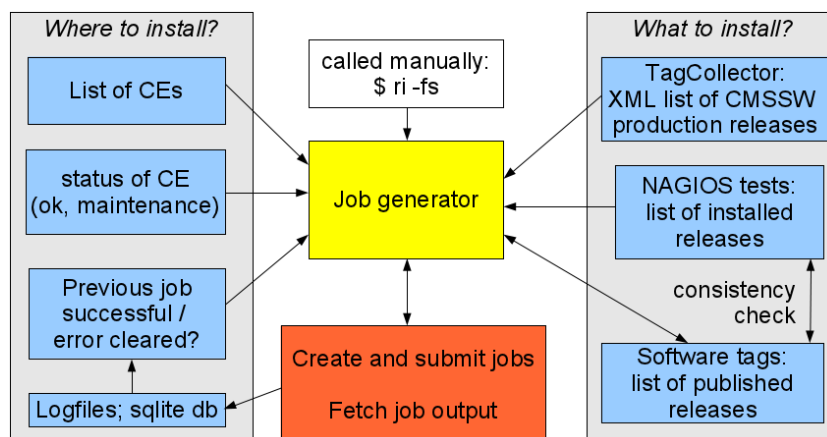 Where to install?
List of CEs
status of CE
(ok, maintenance)
Previous job
successful /
error cleared?
Logfiles; sqlite db
called manually:
$ ri -fs
Job generator
Create and submit jobs
Fetch job output
What to install?
TagCollector:
XML list of CMSSW
production releases
NAGIOS tests:
list of installed
releases
consistency
check
Software tags:
list of published
releases